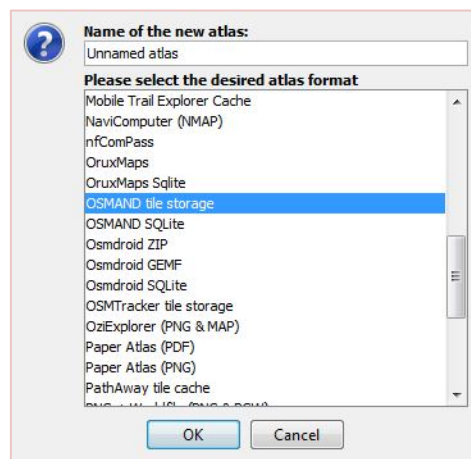 Name of the new atlas:
Unnamed atlas
Please select the desired atlas format
Mobile Trail Explorer Cache
NaviComputer (NMAP)
nfComPass
OruxMaps
OruxMaps Sqlite
OSMAND tile storage
OSMAND SQLite
Osmdroid ZIP
Osmdroid GEMF
Osmdroid SQLite
OSMTracker tile storage
OziExplorer (PNG & MAP)
Paper Atlas (PDF)
Paper Atlas (PNG)
PathAway tile cache
OK
Cancel